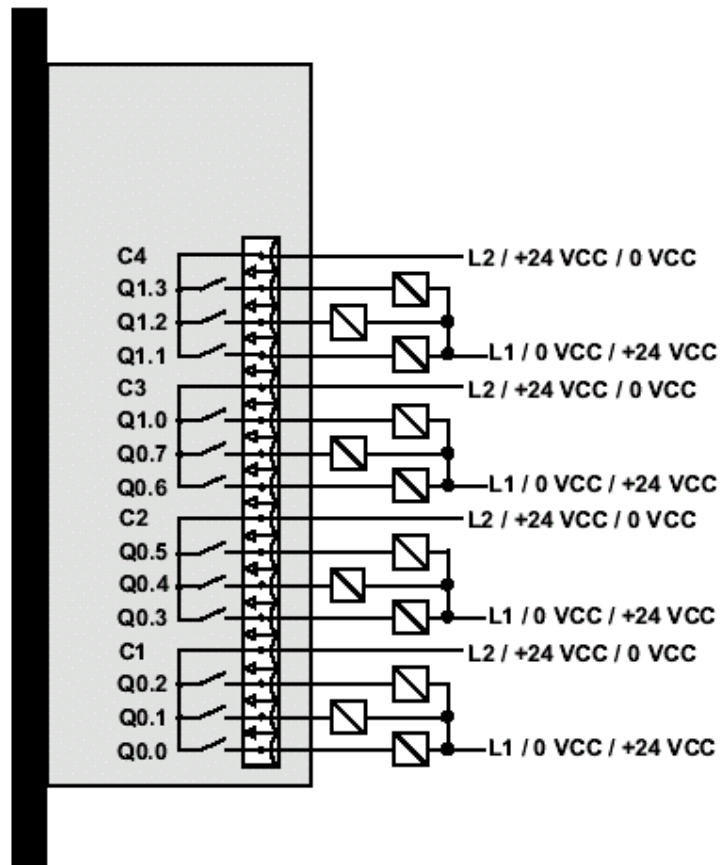 C4 L2 / +24 VCC / 0 VCC
Q1.3
Q1.2
Q1.1 L1 / 0 VCC / +24 VCC
C3 L2 / +24 VCC / 0 VCC
Q1.0
Q0.7
Q0.6 L1 / 0 VCC / +24 VCC
C2 L2 / +24 VCC / 0 VCC
Q0.5
Q0.4
Q0.3 L1 / 0 VCC / +24 VCC
C1 L2 / +24 VCC / 0 VCC
Q0.2
Q0.1
Q0.0 L1 / 0 VCC / +24 VCC